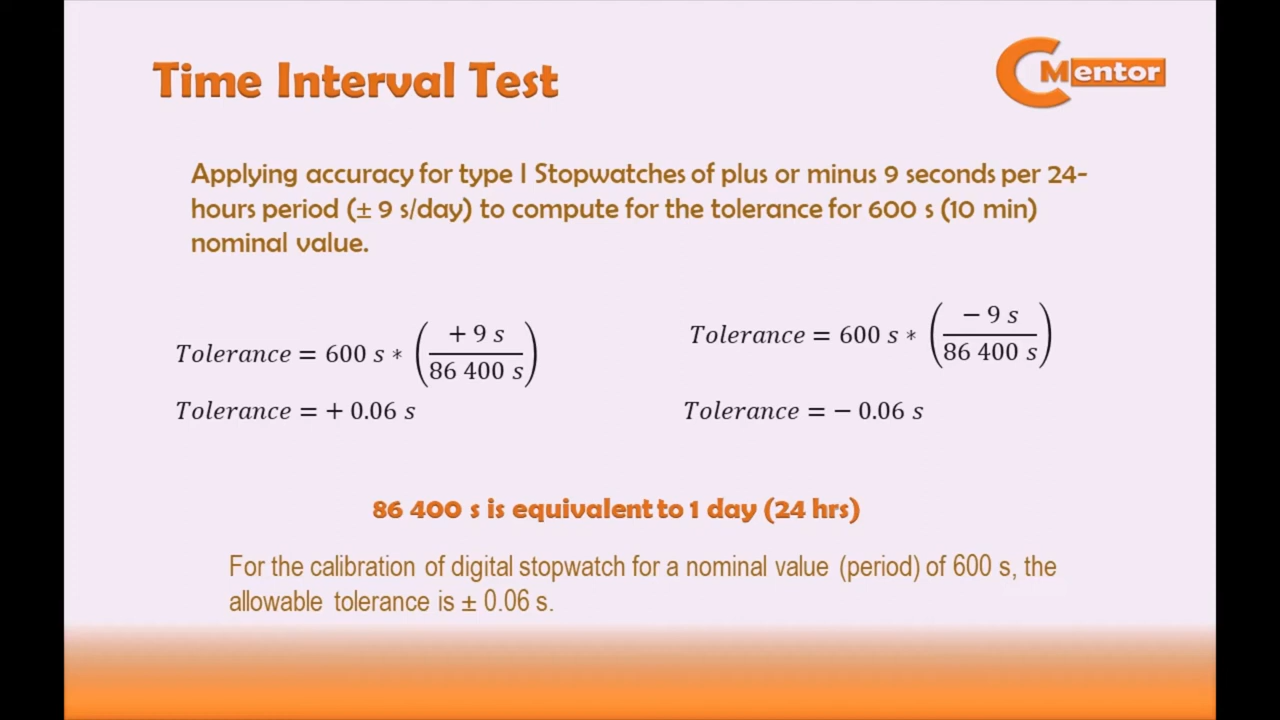 Time Interval Test
CMentor
Applying accuracy for type I Stopwatches of plus or minus 9 seconds per 24-
hours period (± 9 s/day) to compute for the tolerance for 600 s (10 min)
nominal value.
Tolerance = 600 s * (+ 9 s / 86 400 s)
Tolerance = 600 s * (− 9 s / 86 400 s)
Tolerance = + 0.06 s
Tolerance = − 0.06 s
86 400 s is equivalent to 1 day (24 hrs)
For the calibration of digital stopwatch for a nominal value (period) of 600 s, the
allowable tolerance is ± 0.06 s.